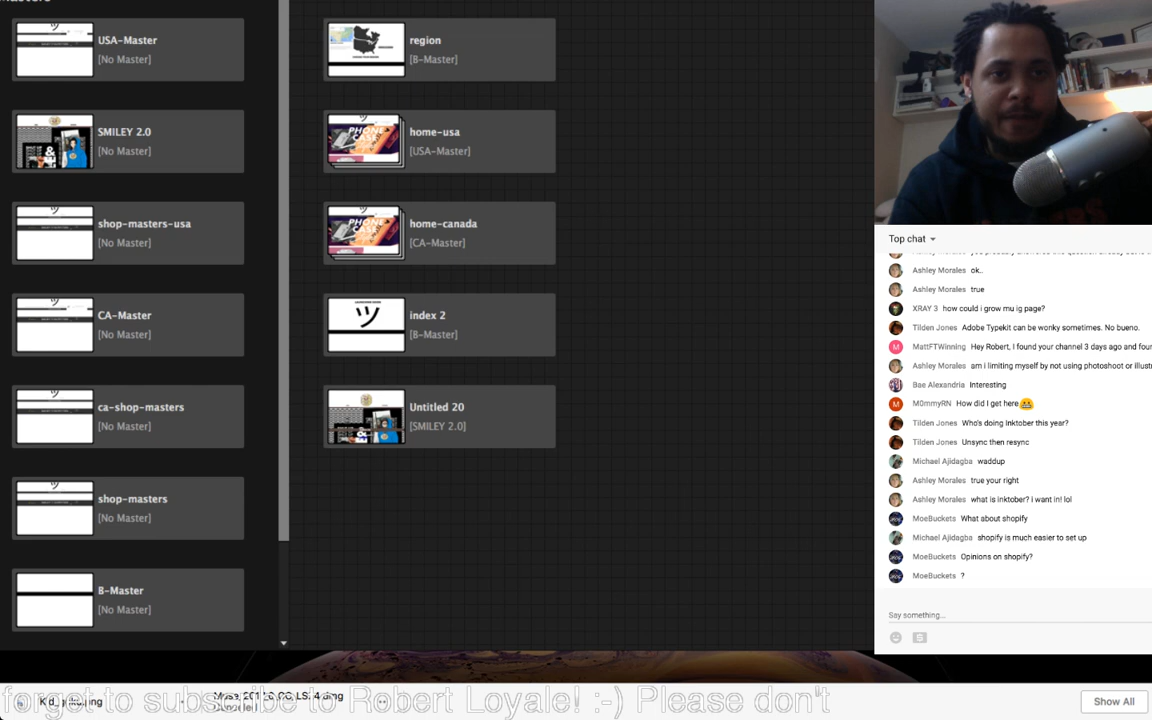 USA-Master
[No Master]
SMILEY 2.0
[No Master]
shop-masters-usa
[No Master]
CA-Master
[No Master]
ca-shop-masters
[No Master]
shop-masters
[No Master]
B-Master
[No Master]
region
[B-Master]
home-usa
[USA-Master]
PHONE
CASE
home-canada
[CA-Master]
PHONE
CASE
index 2
[B-Master]
ツ
Untitled 20
[SMILEY 2.0]
Top chat
Ashley Morales ok..
Ashley Morales true
XRAY 3 how could i grow mu ig page?
Tilden Jones Adobe Typekit can be wonky sometimes. No bueno.
MattFTWinning Hey Robert, I found your channel 3 days ago and
Ashley Morales am i limiting myself by not using photoshoot or
Bae Alexandria Interesting
M0mmyRN How did I get here😬
Tilden Jones Who's doing Inktober this year?
Tilden Jones Unsync then resync
Michael Ajidagba waddup
Ashley Morales true your right
Ashley Morales what is inktober? i want in! lol
MoeBuckets What about shopify
Michael Ajidagba shopify is much easier to set up
MoeBuckets Opinions on shopify?
MoeBuckets ?
Say something...
forget to subscribe to Robert Loyale! :-) Please don't
Canceled
Show All